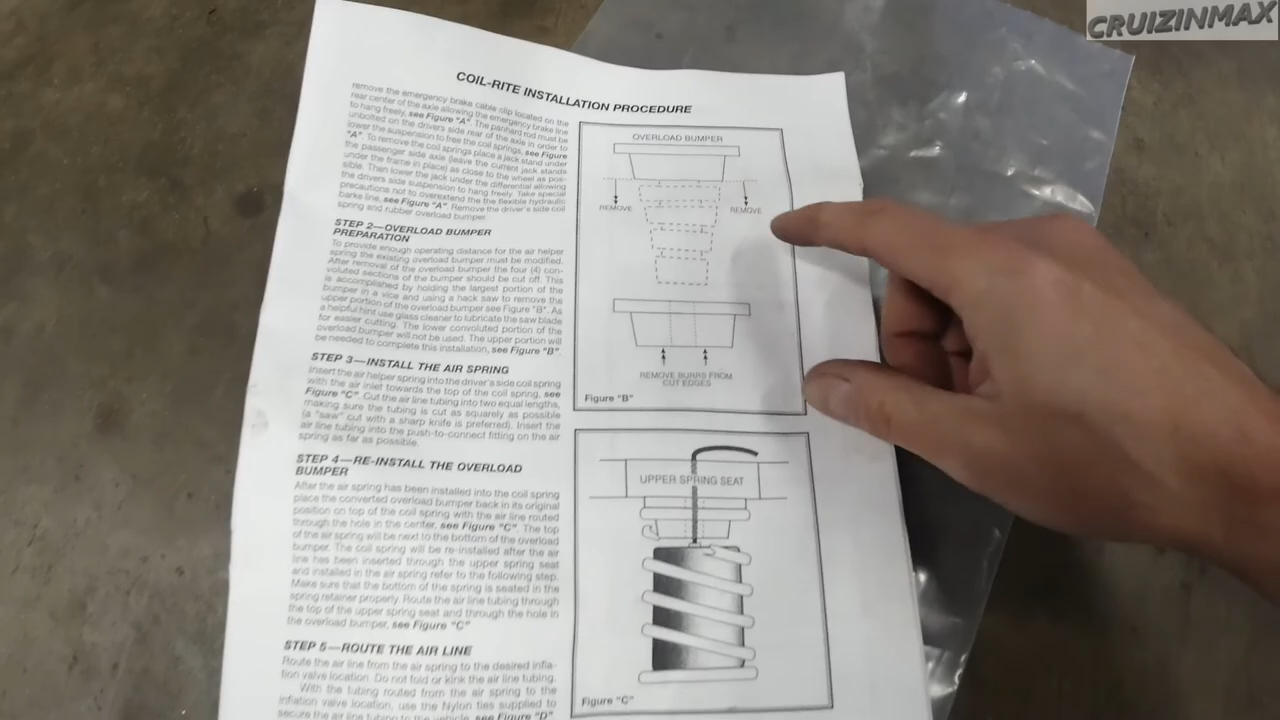 CRUIZINMAX
COIL-RITE INSTALLATION PROCEDURE
remove the emergency brake cable clip located on the
rear center of the axle allowing the emergency brake line
to hang freely, see Figure "A". The panhard rod must be
unbolted on the drivers side rear of the axle in order to
lower the suspension to free the coil springs, see Figure
"A". To remove the coil springs place a jack stand under
the passenger side axle (leave the current jack stands
under the frame in place) as close to the wheel as pos-
sible. Then lower the jack under the differential allowing
the drivers side suspension to hang freely. Take special
precautions not to overextend the the flexible hydraulic
barke line, see Figure "A". Remove the driver's side coil
spring and rubber overload bumper.
STEP 2—OVERLOAD BUMPER
PREPARATION
To provide enough operating distance for the air helper
spring the existing overload bumper must be modified.
After removal of the overload bumper the four (4) con-
voluted sections of the bumper should be cut off. This
is accomplished by holding the largest portion of the
bumper in a vice and using a hack saw to remove the
upper portion of the overload bumper see Figure "B". As
a helpful hint use glass cleaner to lubricate the saw blade
for easier cutting. The lower convoluted portion of the
overload bumper will not be used. The upper portion will
be needed to complete this installation, see Figure "B".
STEP 3—INSTALL THE AIR SPRING
Insert the air helper spring into the driver's side coil spring
with the air inlet towards the top of the coil spring, see
Figure "C". Cut the air line tubing into two equal lengths,
making sure the tubing is cut as squarely as possible
(a "saw" cut with a sharp knife is preferred). Insert the
air line tubing into the push-to-connect fitting on the air
spring as far as possible.
STEP 4—RE-INSTALL THE OVERLOAD
BUMPER
After the air spring has been installed into the coil spring
place the converted overload bumper back in its original
position on top of the coil spring with the air line routed
through the hole in the center, see Figure "C". The top
of the air spring will be next to the bottom of the overload
bumper. The coil spring will be re-installed after the air
line has been inserted through the upper spring seat
and installed in the air spring refer to the following step.
Make sure that the bottom of the spring is seated in the
spring retainer properly. Route the air line tubing through
the top of the upper spring seat and through the hole in
the overload bumper, see Figure "C"
STEP 5—ROUTE THE AIR LINE
Route the air line from the air spring to the desired infla-
tion valve location. Do not fold or kink the air line tubing.
With the tubing routed from the air spring to the
inflation valve location, use the Nylon ties supplied to
secure the air line tubing to the vehicle, see Figure "D"
OVERLOAD BUMPER
REMOVE
REMOVE
REMOVE BURRS FROM
CUT EDGES
Figure "B"
UPPER SPRING SEAT
Figure "C"